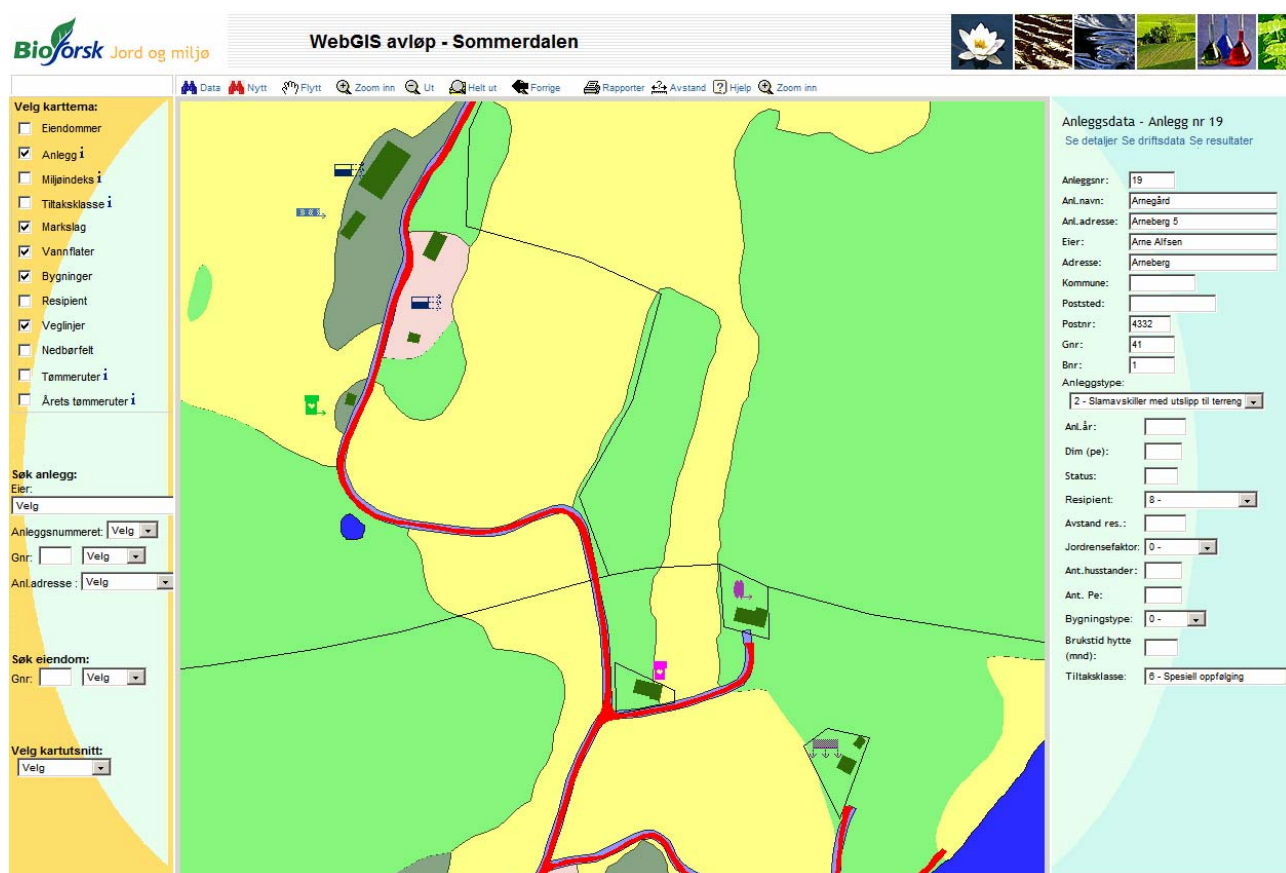 Bioforsk Jord og miljø
WebGIS avløp - Sommerdalen
Data Nytt Flytt Zoom inn Ut Helt ut Forrige Rapporter Avstand Hjelp Zoom inn
Velg karttema:
Eiendommer
Anlegg i
Miljøindeks i
Tiltaksklasse i
Markslag
Vannflater
Bygninger
Resipient
Veglinjer
Nedbørfelt
Tømmeruter i
Årets tømmeruter i
Søk anlegg:
Eier:
Velg
Anleggsnummeret: Velg
Gnr: Velg
Anl.adresse : Velg
Søk eiendom:
Gnr: Velg
Velg kartutsnitt:
Velg
Anleggsdata - Anlegg nr 19
Se detaljer Se driftsdata Se resultater
Anleggsnr: 19
Anl.navn: Arnegård
Anl.adresse: Arneberg 5
Eier: Arne Alfsen
Adresse: Arneberg
Kommune:
Poststed:
Postnr: 4332
Gnr: 41
Bnr: 1
Anleggstype:
2 - Slamavskiller med utslipp til terreng
Anl.år:
Dim (pe):
Status:
Resipient: 8 -
Avstand res.:
Jordrensefaktor: 0 -
Ant.husstander:
Ant. Pe:
Bygningstype: 0 -
Brukstid hytte
(mnd):
Tiltaksklasse: 6 - Spesiell oppfølging